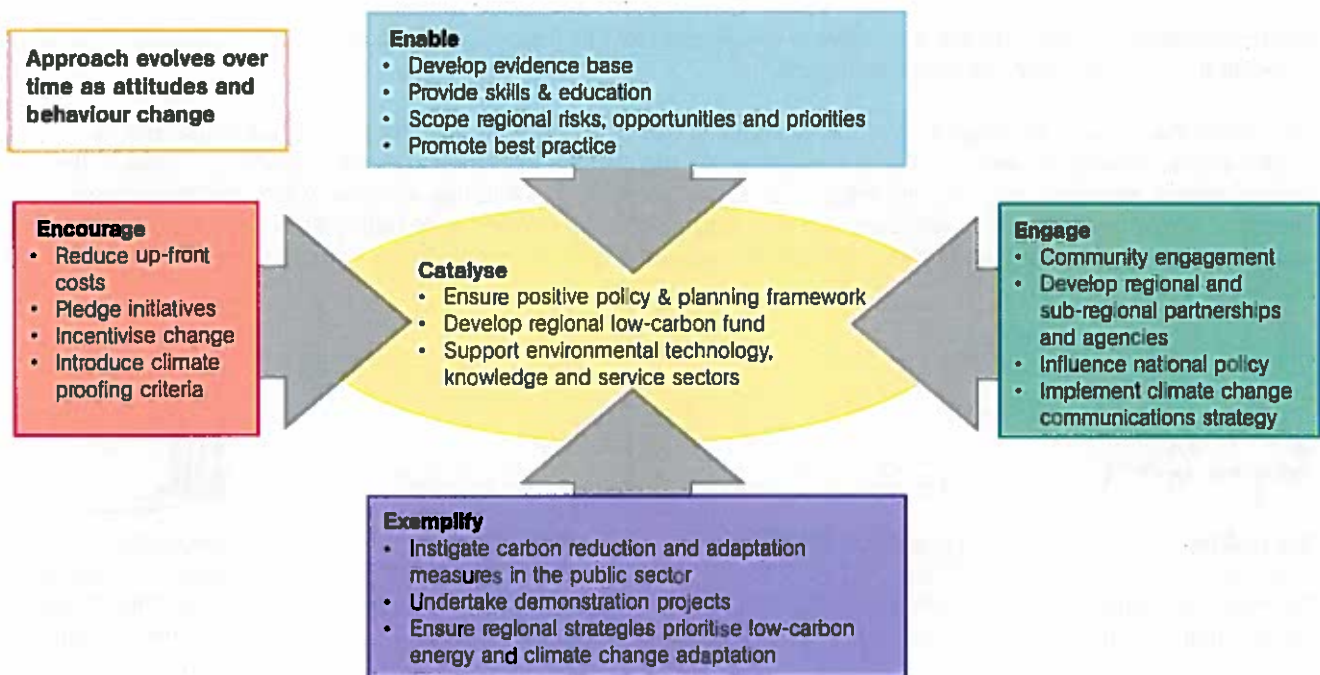 Approach evolves over
time as attitudes and
behaviour change
Enable
• Develop evidence base
• Provide skills & education
• Scope regional risks, opportunities and priorities
• Promote best practice
Encourage
• Reduce up-front
costs
• Pledge initiatives
• Incentivise change
• Introduce climate
proofing criteria
Catalyse
• Ensure positive policy & planning framework
• Develop regional low-carbon fund
• Support environmental technology,
knowledge and service sectors
Engage
• Community engagement
• Develop regional and
sub-regional partnerships
and agencies
• Influence national policy
• Implement climate change
communications strategy
Exemplify
• Instigate carbon reduction and adaptation
measures in the public sector
• Undertake demonstration projects
• Ensure regional strategies prioritise low-carbon
energy and climate change adaptation